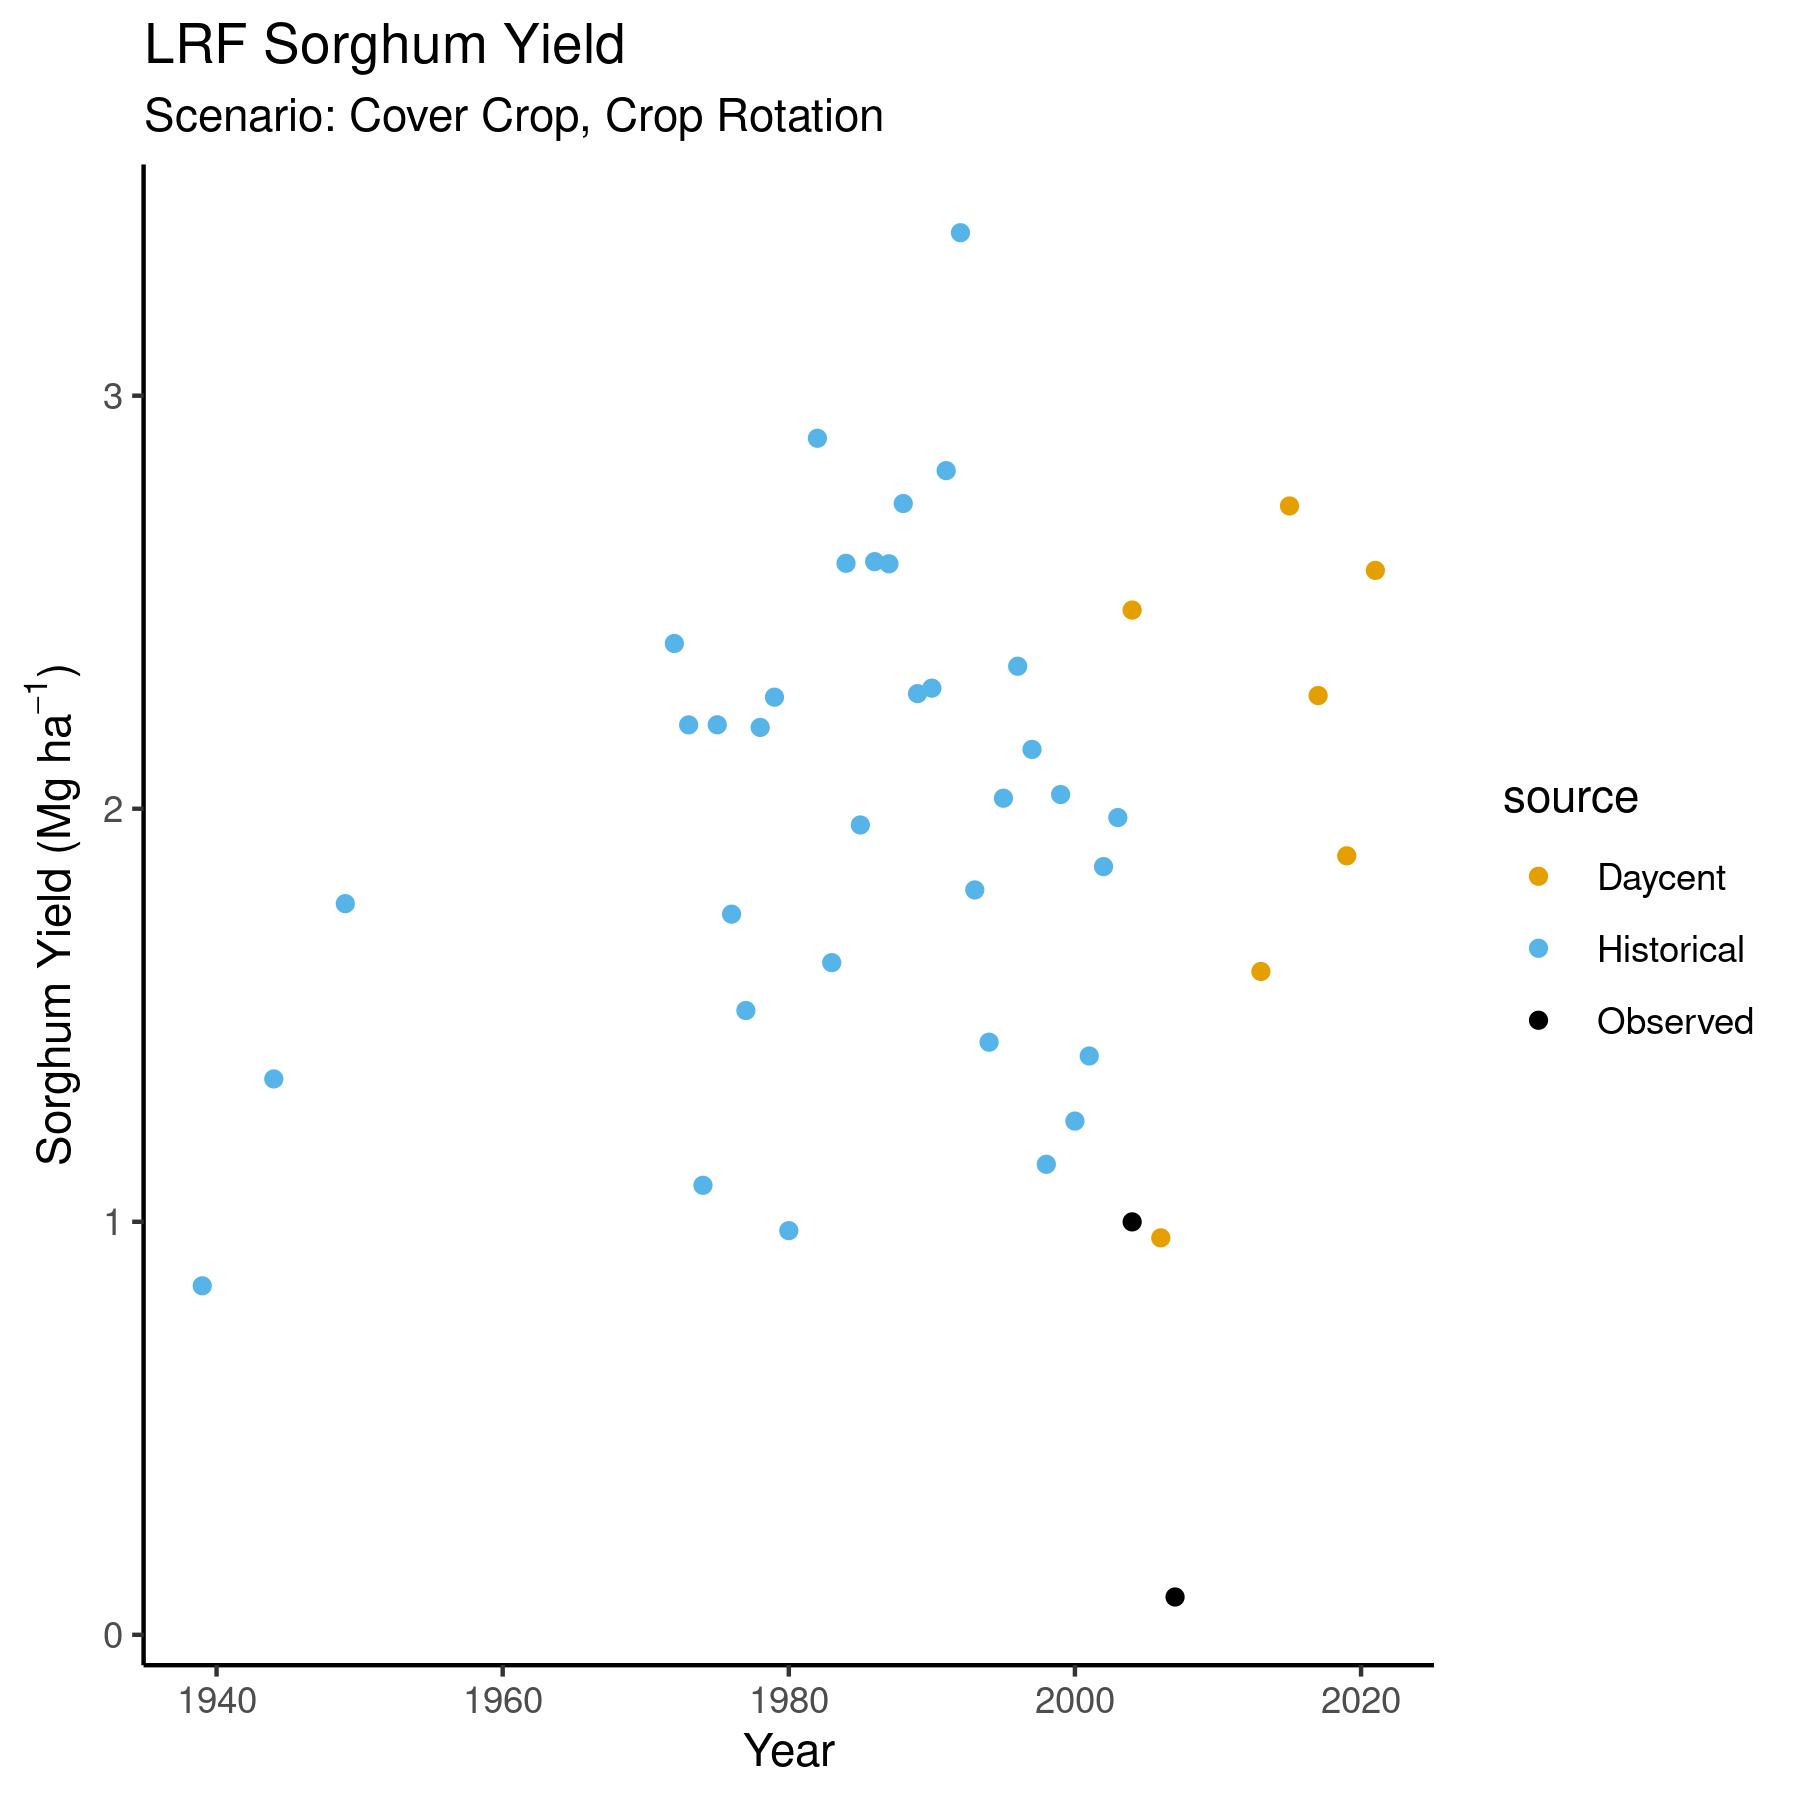 LRF Sorghum Yield
Scenario: Cover Crop, Crop Rotation
Sorghum Yield (Mg ha⁻¹)
3
2
1
0
1940 1960 1980 2000 2020
Year
source
Daycent
Historical
Observed